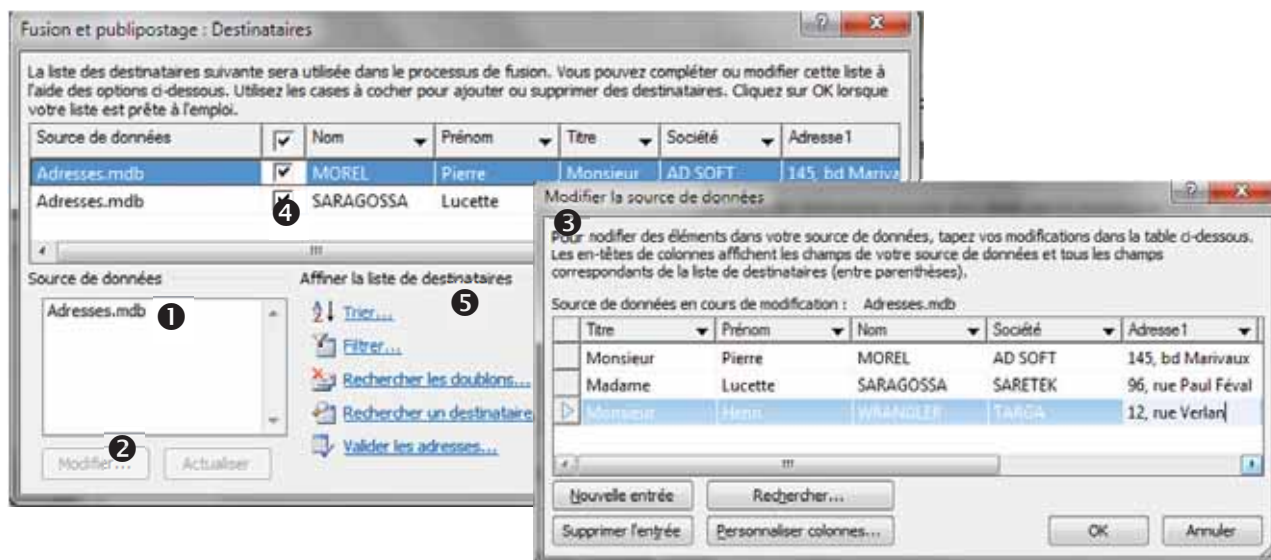 Fusion et publipostage : Destinataires
La liste des destinataires suivante sera utilisée dans le processus de fusion. Vous pouvez compléter ou modifier cette liste à
l'aide des options ci-dessous. Utilisez les cases à cocher pour ajouter ou supprimer des destinataires. Cliquez sur OK lorsque
votre liste est prête à l'emploi.
Source de données Nom Prénom Titre Société Adresse1
Adresses.mdb MOREL Pierre Monsieur AD SOFT 145, bd Mariva
Adresses.mdb ❹ SARAGOSSA Lucette
Source de données
Adresses.mdb ❶
❷
Modifier... Actualiser
Affiner la liste de destinataires
❺
Trier...
Filtrer...
Rechercher les doublons...
Rechercher un destinataire
Valider les adresses...
Modifier la source de données
❸
Pour modifier des éléments dans votre source de données, tapez vos modifications dans la table ci-dessous.
Les en-têtes de colonnes affichent les champs de votre source de données et tous les champs
correspondants de la liste de destinataires (entre parenthèses).
Source de données en cours de modification : Adresses.mdb
Titre Prénom Nom Société Adresse1
Monsieur Pierre MOREL AD SOFT 145, bd Marivaux
Madame Lucette SARAGOSSA SARETEK 96, rue Paul Féval
Monsieur Henri WRANGLER TARGA 12, rue Verlan
Nouvelle entrée Rechercher...
Supprimer l'entrée Personnaliser colonnes... OK Annuler